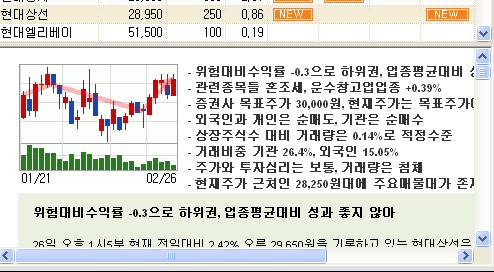 현대상선 28,950 250 0,86 NEW NEW
현대엘리베이 51,500 100 0,19
- 위험대비수익률 -0.3으로 하위권, 업종평균대비
- 관련종목들 혼조세, 운수창고업업종 +0.39%
- 증권사 목표주가 30,000원, 현재주가는 목표주가
- 외국인과 개인은 순매도, 기관은 순매수
- 상장주식수 대비 거래량은 0.14%로 적정수준
- 거래비중 기관 26.4%, 외국인 15.05%
- 주가와 투자심리는 보통, 거래량은 침체
- 현재주가 근처인 28,250원대에 주요매물대가
01/21 02/26
위험대비수익률 -0.3으로 하위권, 업종평균대비 성과 좋지 않아
26일 오후 1시5분 현재 전일대비 2.42% 오른 29,650원을 기록하고 있는 현대상선은